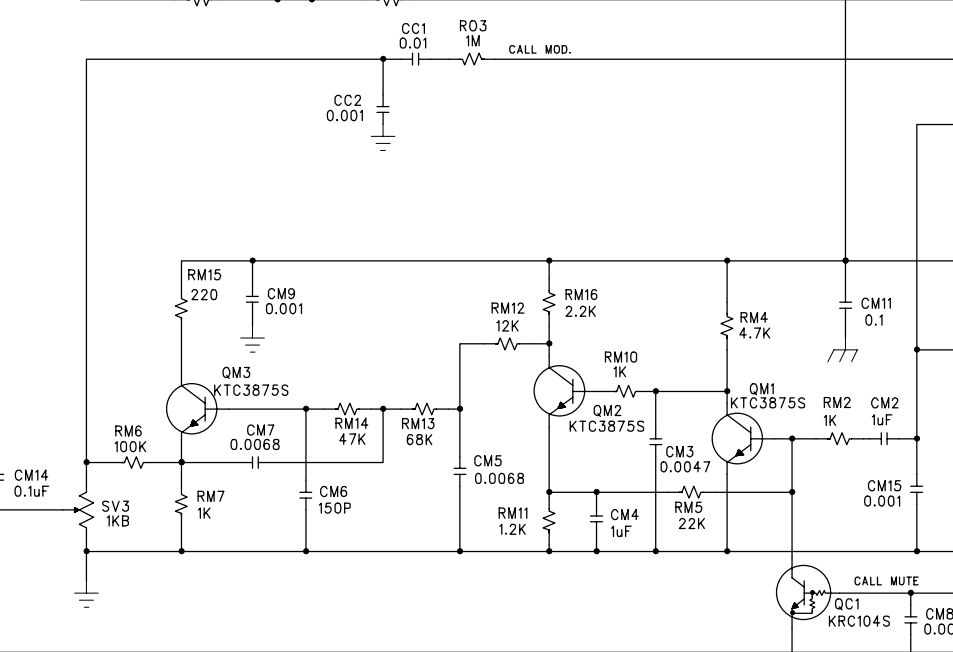 CC1
0.01
RO3
1M
CALL MOD.
CC2
0.001
RM15
220
CM9
0.001
RM12
12K
RM16
2.2K
RM4
4.7K
CM11
0.1
QM3
KTC3875S
RM10
1K
QM1
KTC3875S
QM2
KTC3875S
RM2
1K
CM2
1uF
RM6
100K
CM7
0.0068
RM14
47K
RM13
68K
CM14
0.1uF
SV3
1KB
RM7
1K
CM6
150P
CM5
0.0068
CM3
0.0047
RM11
1.2K
CM4
1uF
RM5
22K
CM15
0.001
CALL MUTE
QC1
KRC104S
CM8
0.00